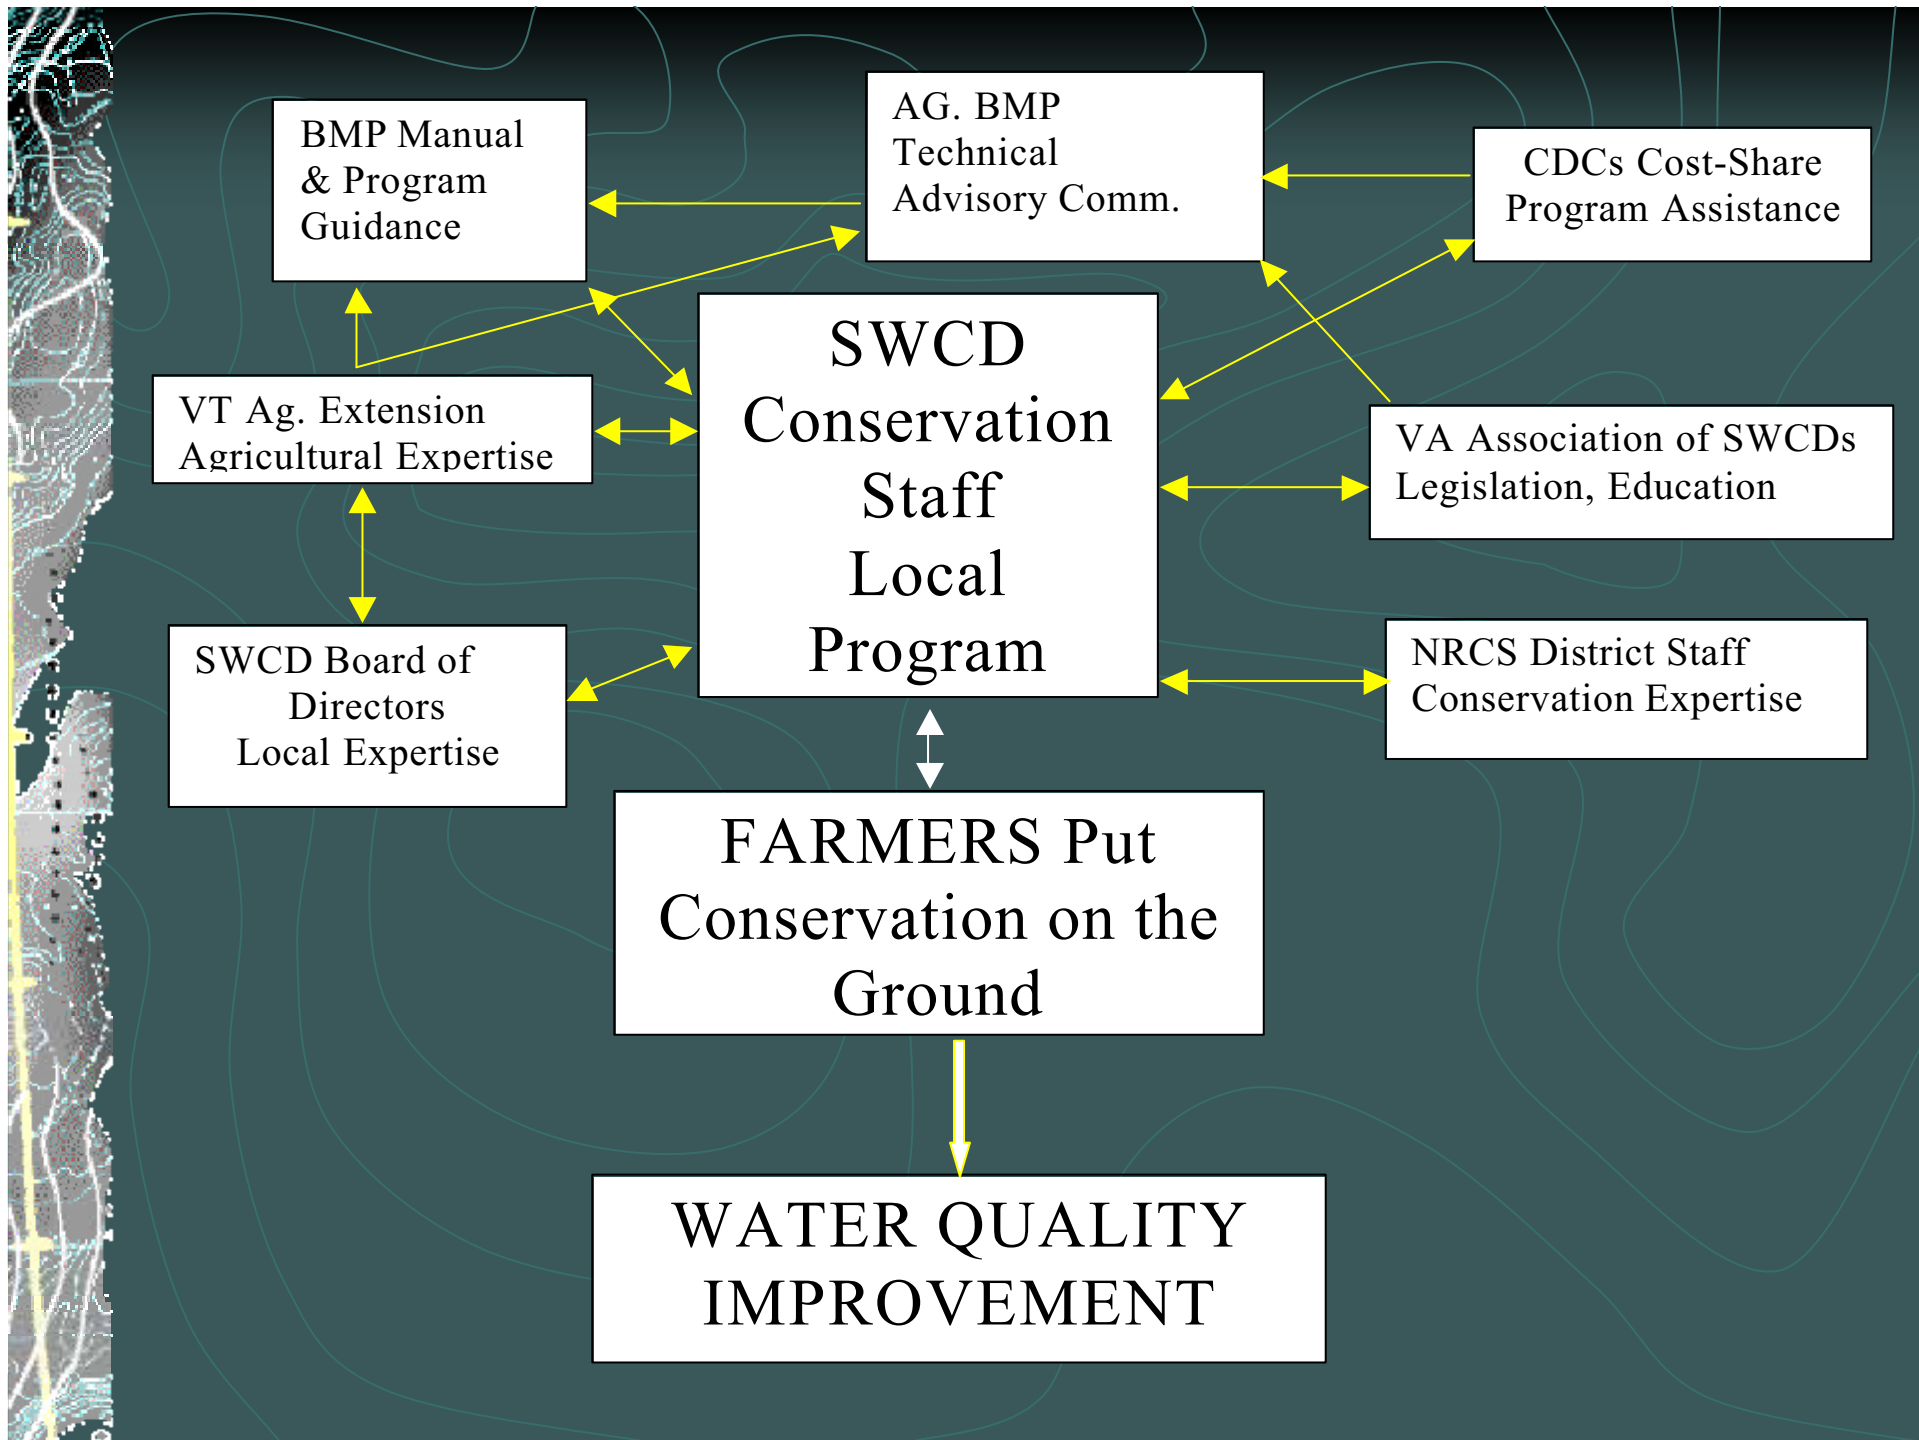 BMP Manual
& Program
Guidance
AG. BMP
Technical
Advisory Comm.
CDCs Cost-Share
Program Assistance
SWCD
Conservation
Staff
Local
Program
VT Ag. Extension
Agricultural Expertise
VA Association of SWCDs
Legislation, Education
SWCD Board of
Directors
Local Expertise
NRCS District Staff
Conservation Expertise
FARMERS Put
Conservation on the
Ground
WATER QUALITY
IMPROVEMENT